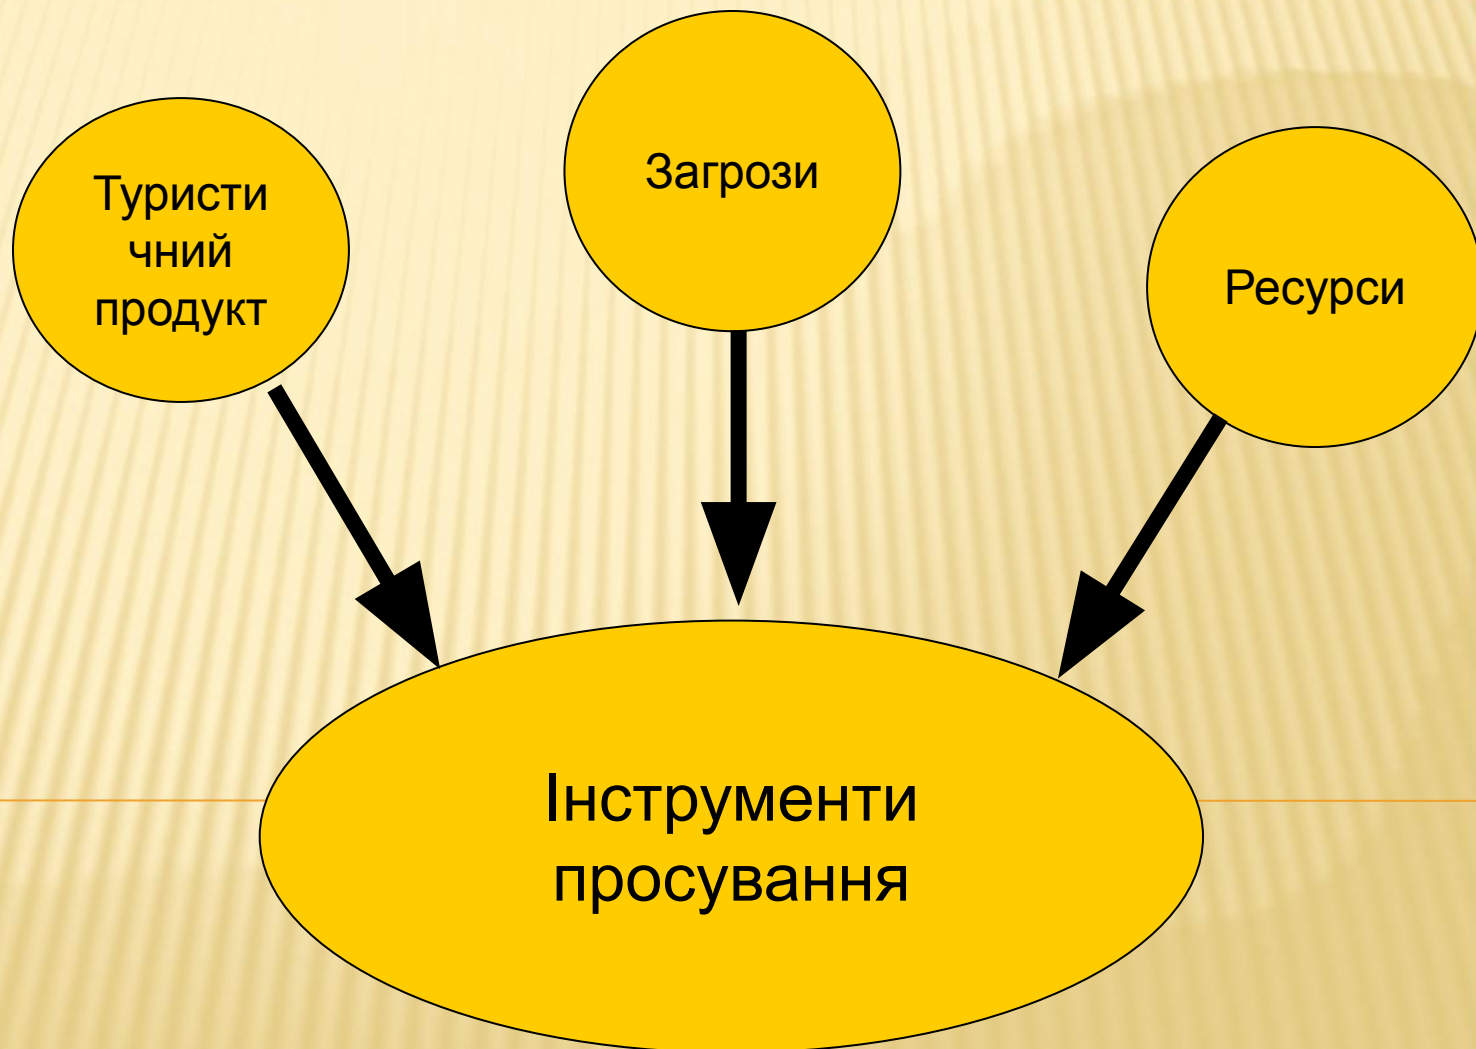 Туристи
чний
продукт
Загрози
Ресурси
Інструменти
просування